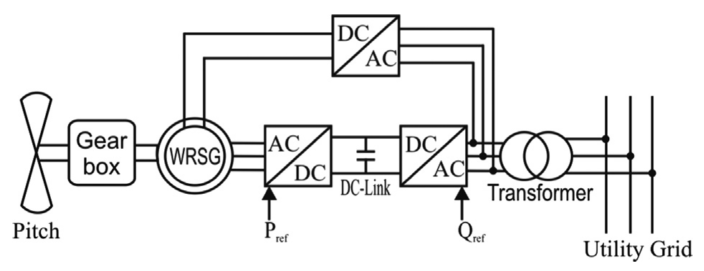 DC
AC
Gear
box
WRSG
AC
DC
DC-Link
DC
AC
Transformer
Pitch
Pref
Qref
Utility Grid